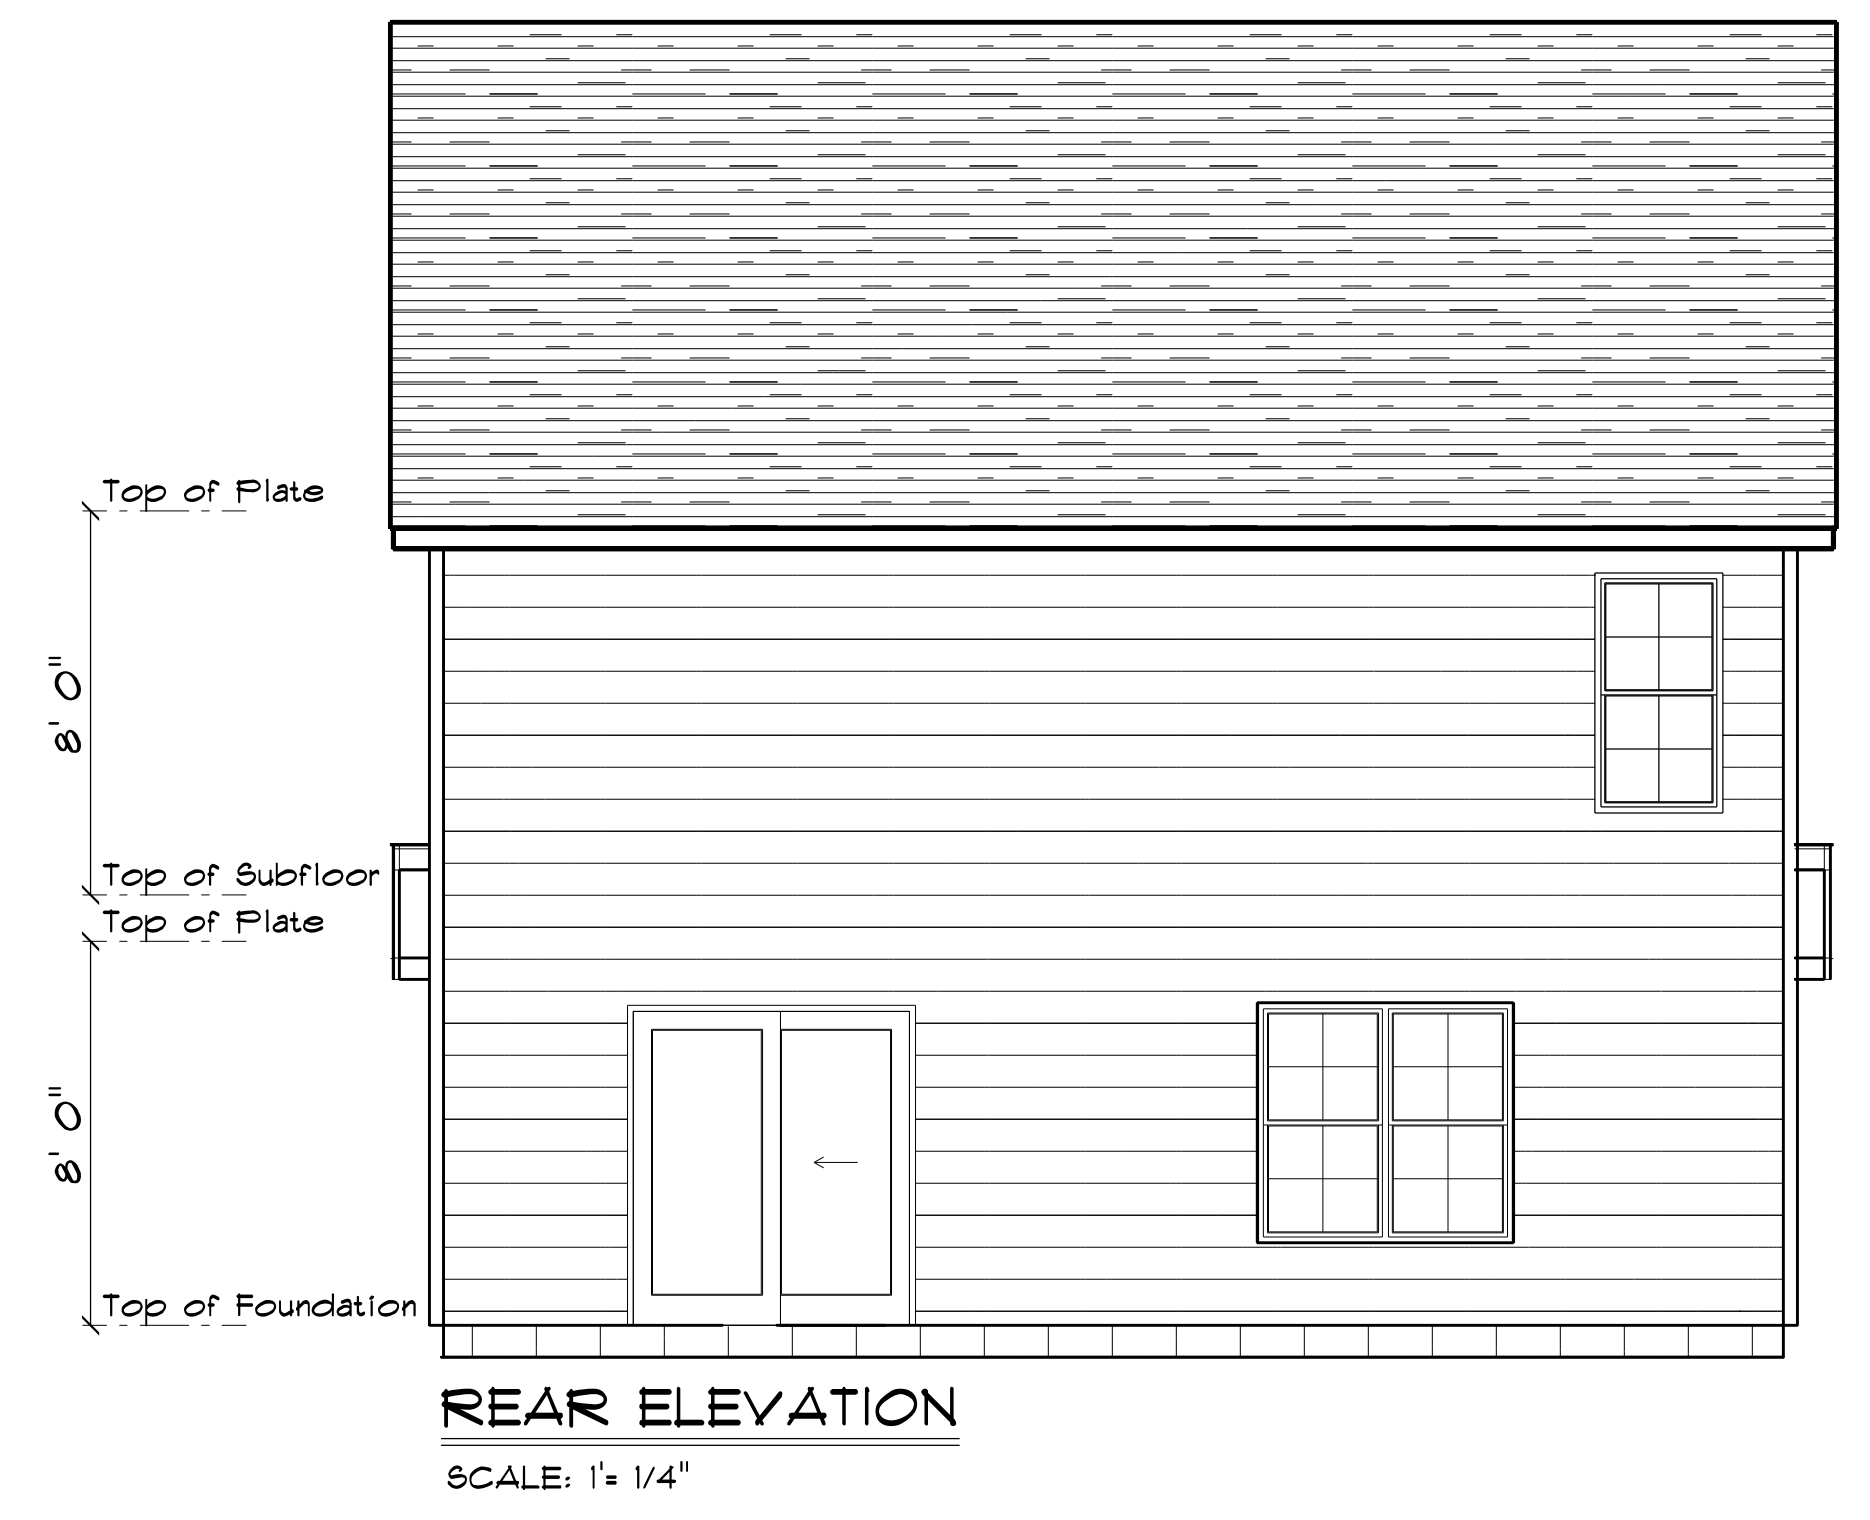 Top of Plate
8' 0"
Top of Subfloor
Top of Plate
8' 0"
Top of Foundation
REAR ELEVATION
SCALE: 1'= 1/4"